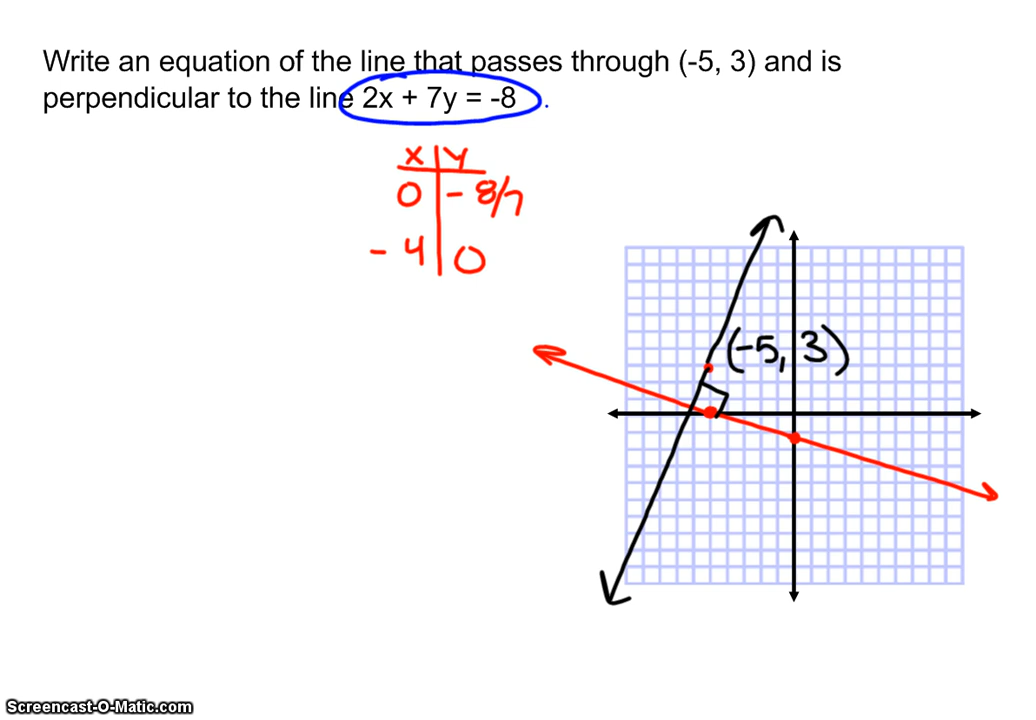 Write an equation of the line that passes through (-5, 3) and is
perpendicular to the line 2x + 7y = -8 .
x y
0 -8/7
-4 0
(-5, 3)
Screencast-O-Matic.com